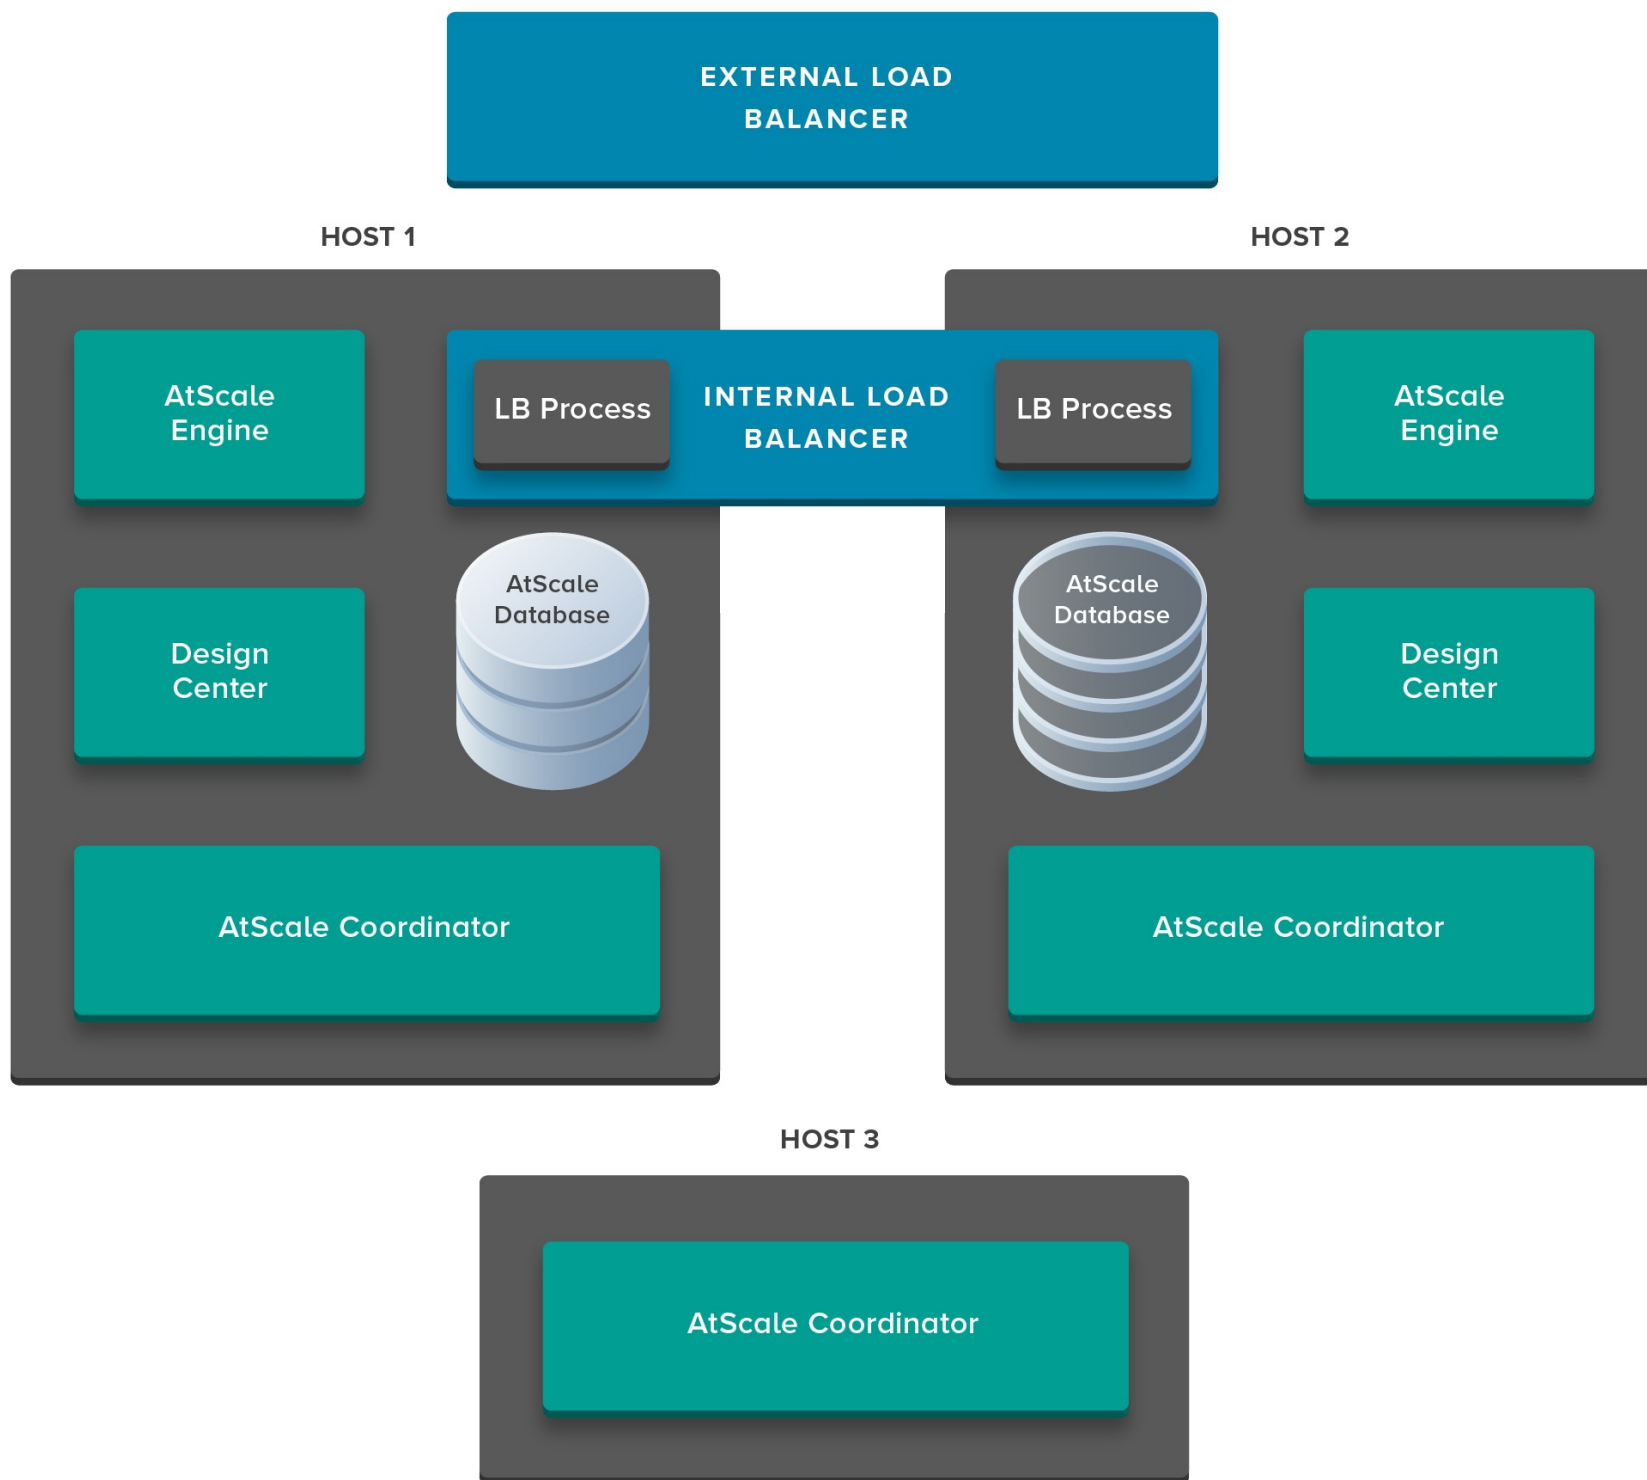 EXTERNAL LOAD
BALANCER
HOST 1
HOST 2
AtScale
Engine
LB Process
INTERNAL LOAD
BALANCER
LB Process
AtScale
Engine
AtScale
Database
AtScale
Database
Design
Center
Design
Center
AtScale Coordinator
AtScale Coordinator
HOST 3
AtScale Coordinator